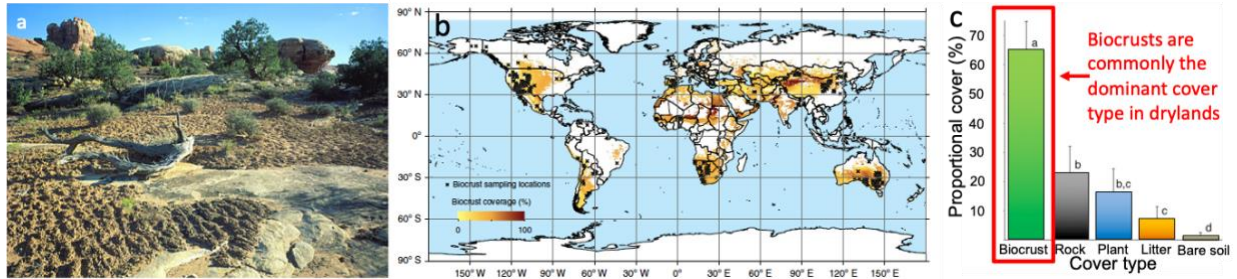 a
b
90° N
60° N
30° N
0°
30° S
60° S
90° S
Biocrust sampling locations
Biocrust coverage (%)
0
100
150° W
120° W
90° W
60° W
30° W
0°
30° E
60° E
90° E
120° E
150° E
c
Proportional cover (%)
70
60
50
40
30
20
10
a
b
b,c
c
d
Biocrusts are
commonly the
dominant cover
type in drylands
Biocrust
Rock
Plant
Litter
Bare soil
Cover type